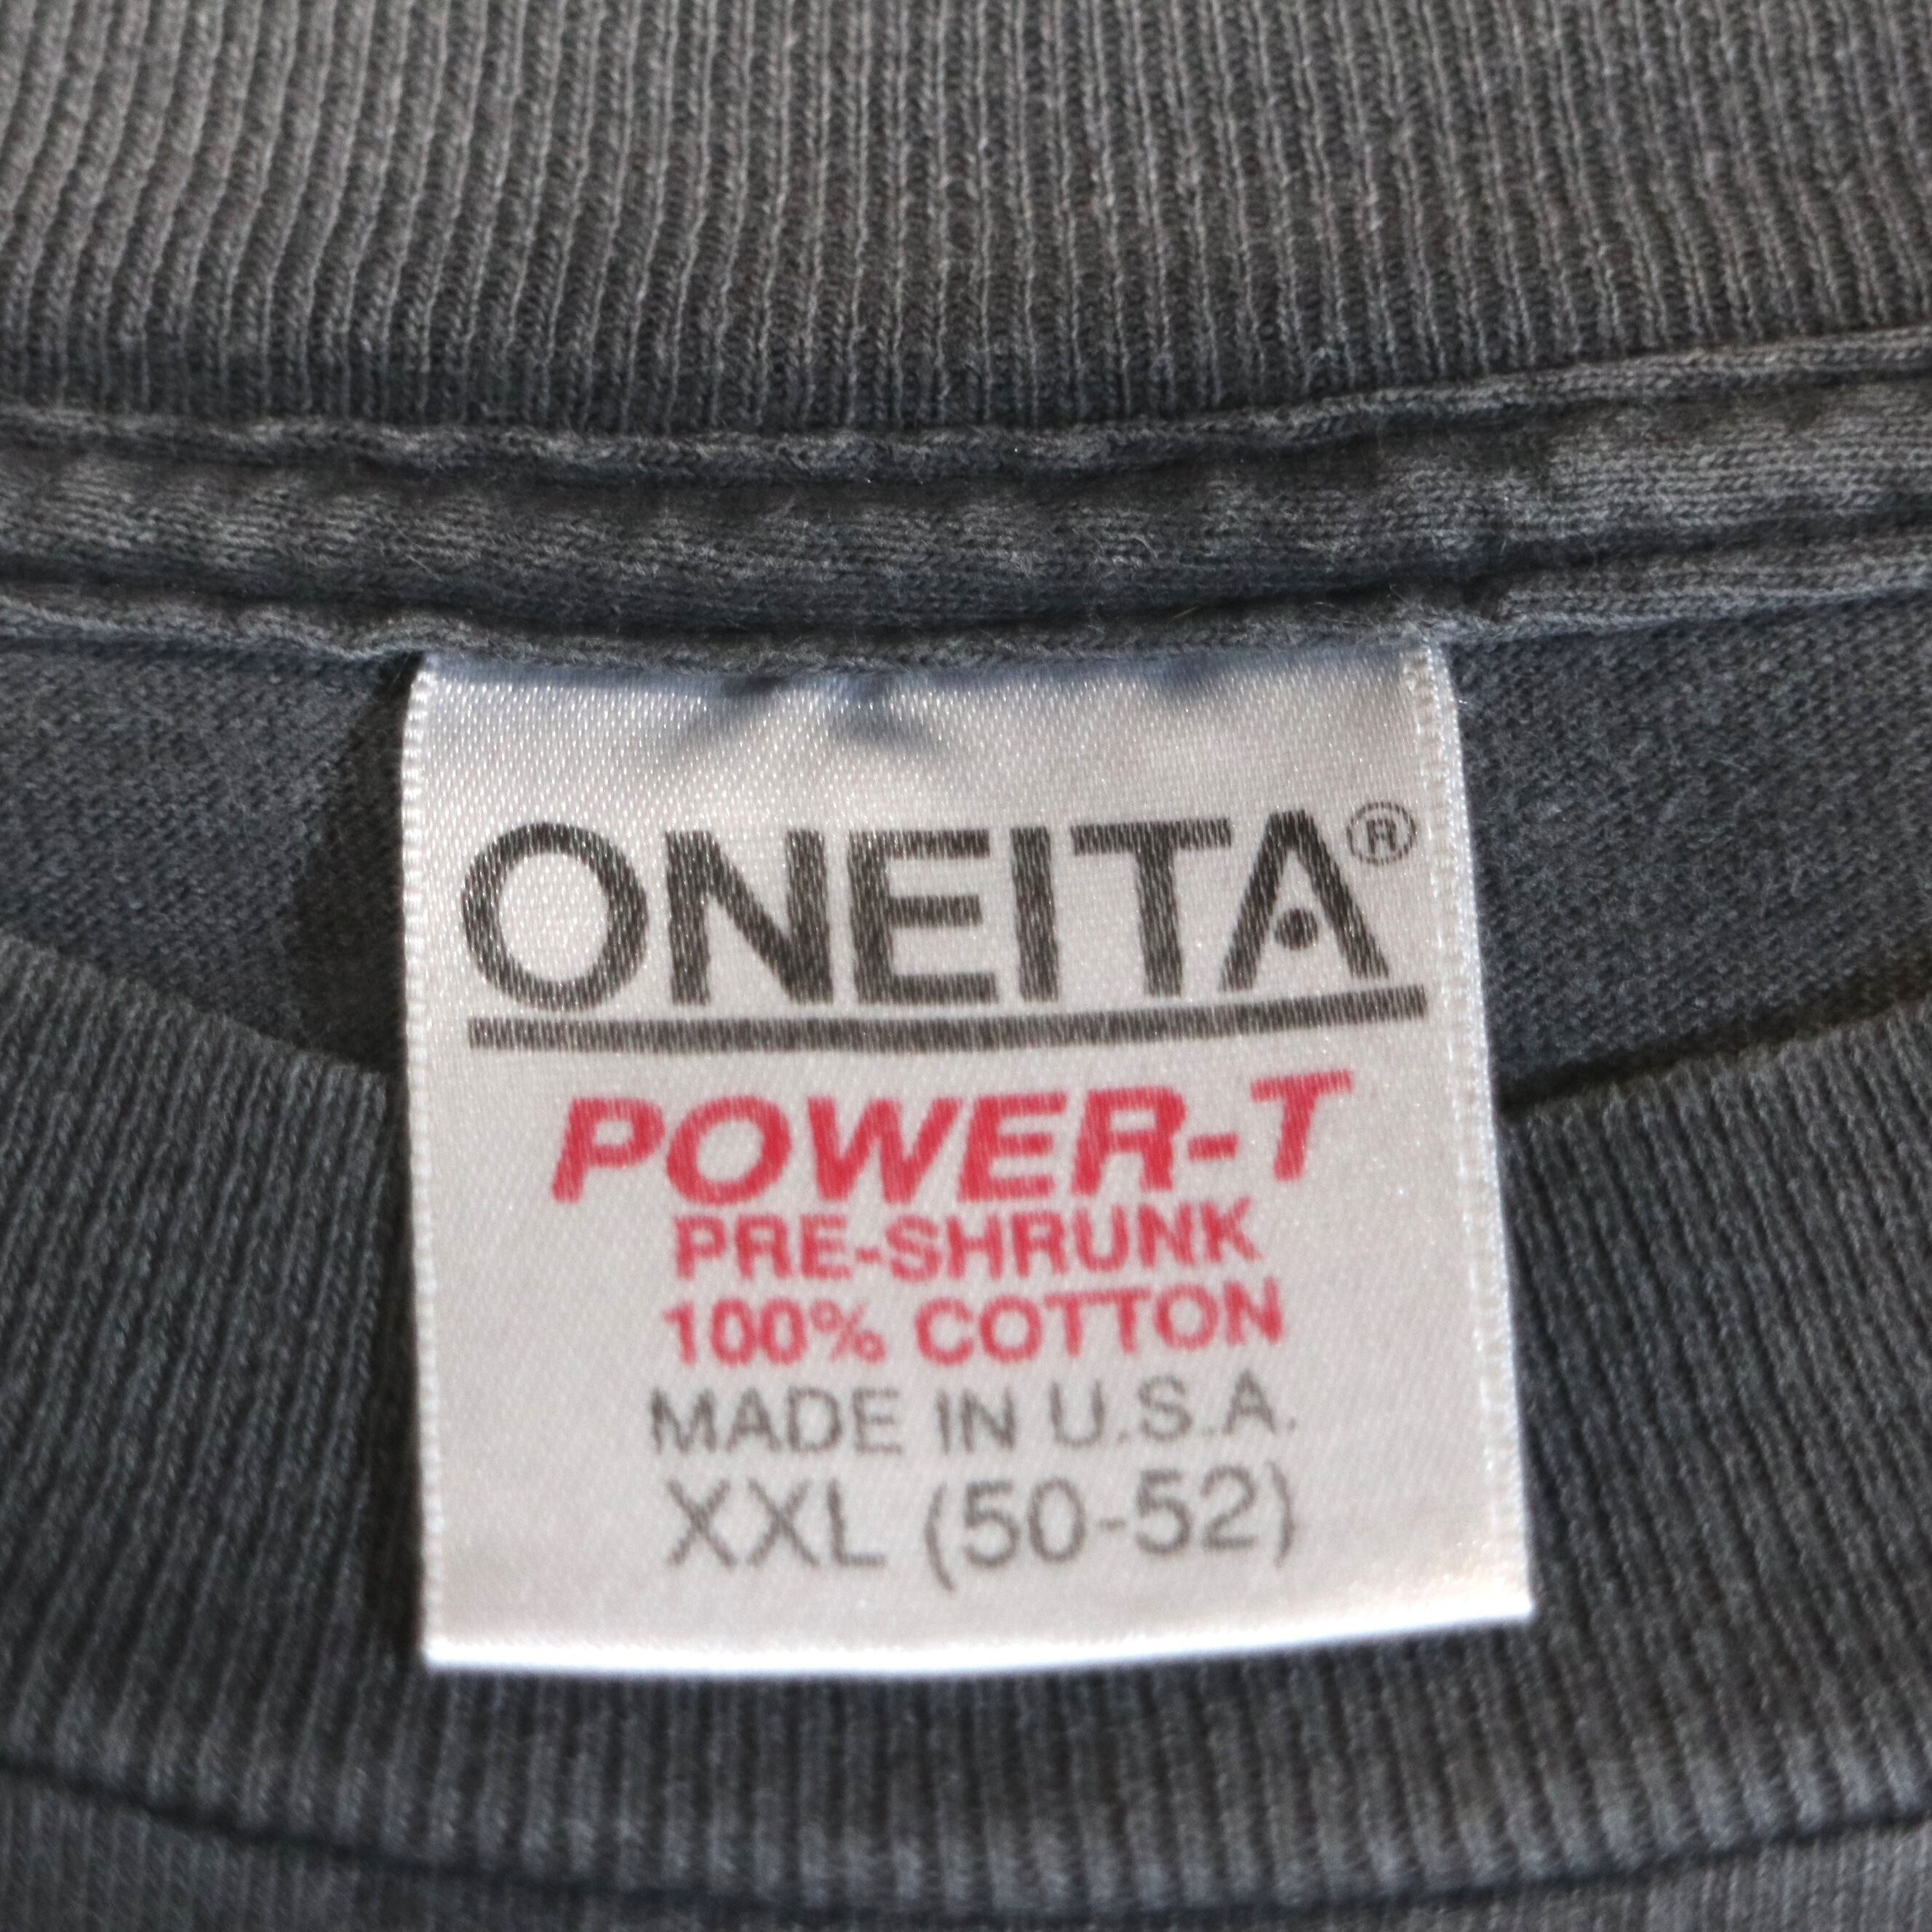 ONEITA®
POWER-T
PRE-SHRUNK
100% COTTON
MADE IN U.S.A.
XXL (50-52)